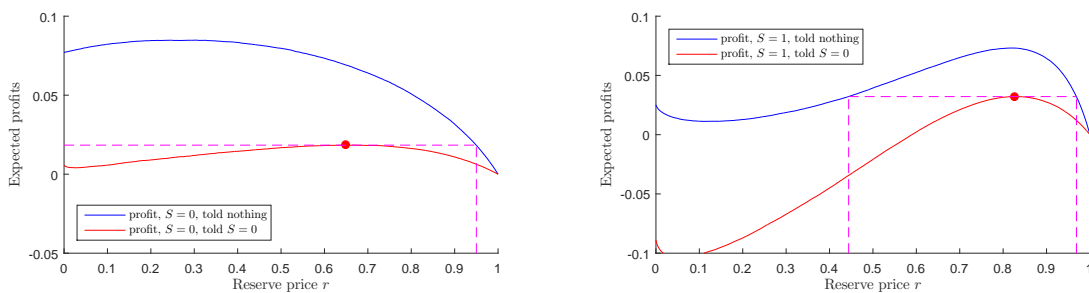 0.1
0.05
0
-0.05
Expected profits
profit, S = 0, told nothing
profit, S = 0, told S = 0
0 0.1 0.2 0.3 0.4 0.5 0.6 0.7 0.8 0.9 1
Reserve price r
0.1
0.05
0
-0.05
-0.1
Expected profits
profit, S = 1, told nothing
profit, S = 1, told S = 0
0 0.1 0.2 0.3 0.4 0.5 0.6 0.7 0.8 0.9 1
Reserve price r